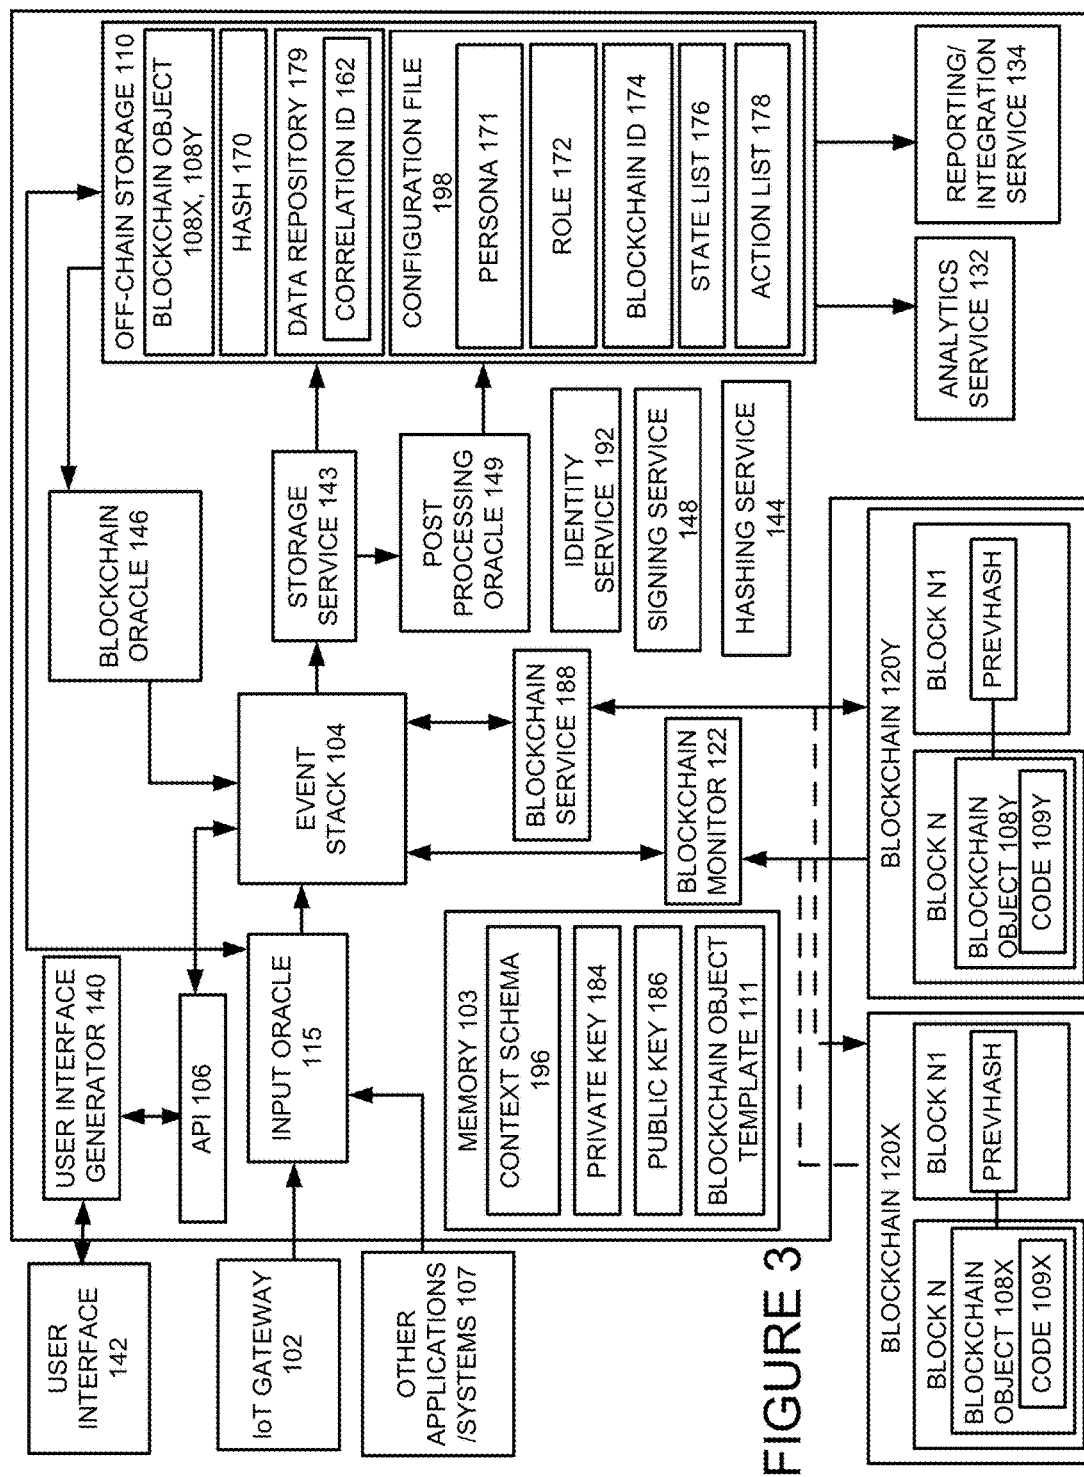 USER
INTERFACE
142
USER INTERFACE
GENERATOR 140
API 106
IoT GATEWAY
102
OTHER
APPLICATIONS
/SYSTEMS 107
INPUT ORACLE
115
EVENT
STACK 104
BLOCKCHAIN
ORACLE 146
STORAGE
SERVICE 143
POST
PROCESSING
ORACLE 149
OFF-CHAIN STORAGE 110
BLOCKCHAIN OBJECT
108X, 108Y
HASH 170
DATA REPOSITORY 179
CORRELATION ID 162
CONFIGURATION FILE
198
PERSONA 171
ROLE 172
BLOCKCHAIN ID 174
STATE LIST 176
ACTION LIST 178
MEMORY 103
CONTEXT SCHEMA
196
PRIVATE KEY 184
PUBLIC KEY 186
BLOCKCHAIN OBJECT
TEMPLATE 111
BLOCKCHAIN
MONITOR 122
BLOCKCHAIN
SERVICE 188
IDENTITY
SERVICE 192
SIGNING SERVICE
148
HASHING SERVICE
144
ANALYTICS
SERVICE 132
REPORTING/
INTEGRATION
SERVICE 134
BLOCKCHAIN 120X
BLOCK N
BLOCKCHAIN
OBJECT 108X
CODE 109X
BLOCK N1
PREVHASH
BLOCKCHAIN 120Y
BLOCK N
BLOCKCHAIN
OBJECT 108Y
CODE 109Y
BLOCK N1
PREVHASH
FIGURE 3